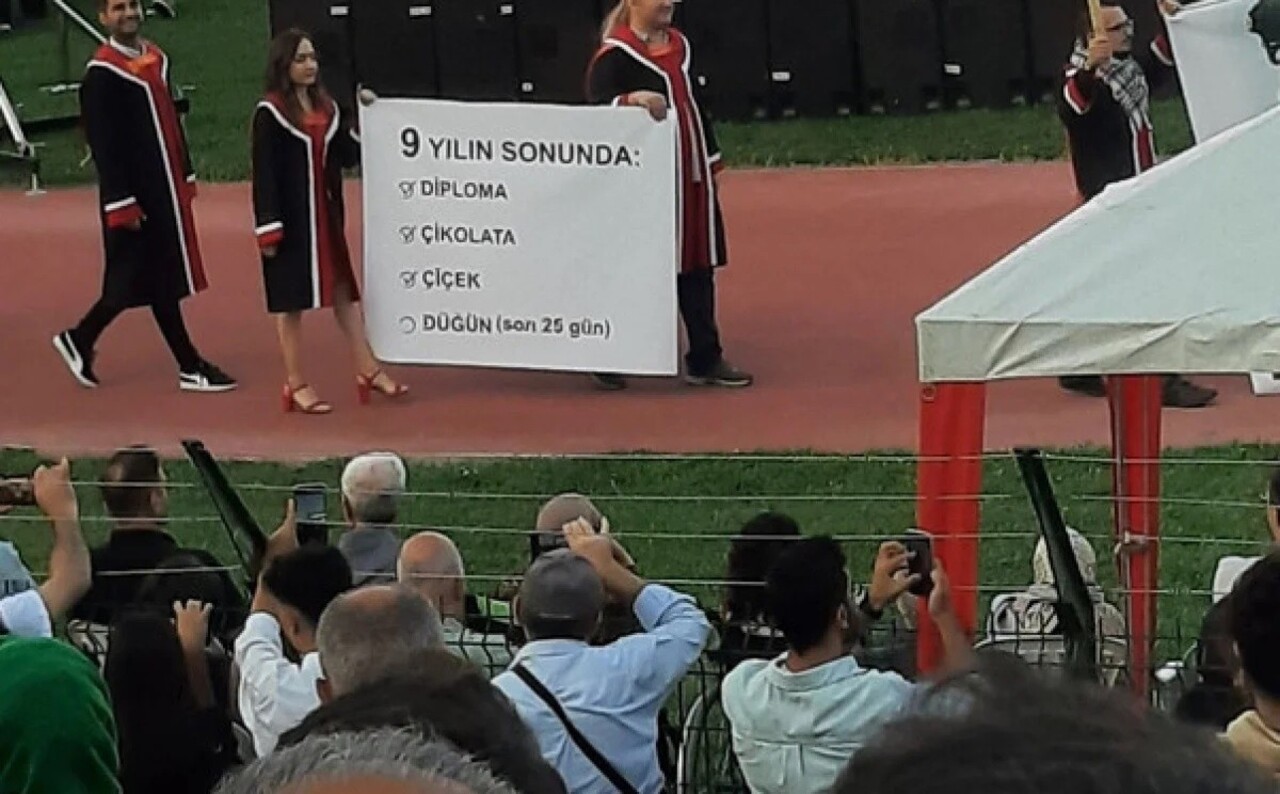 9 YILIN SONUNDA:
DİPLOMA
ÇİKOLATA
ÇİÇEK
DÜĞÜN (son 25 gün)